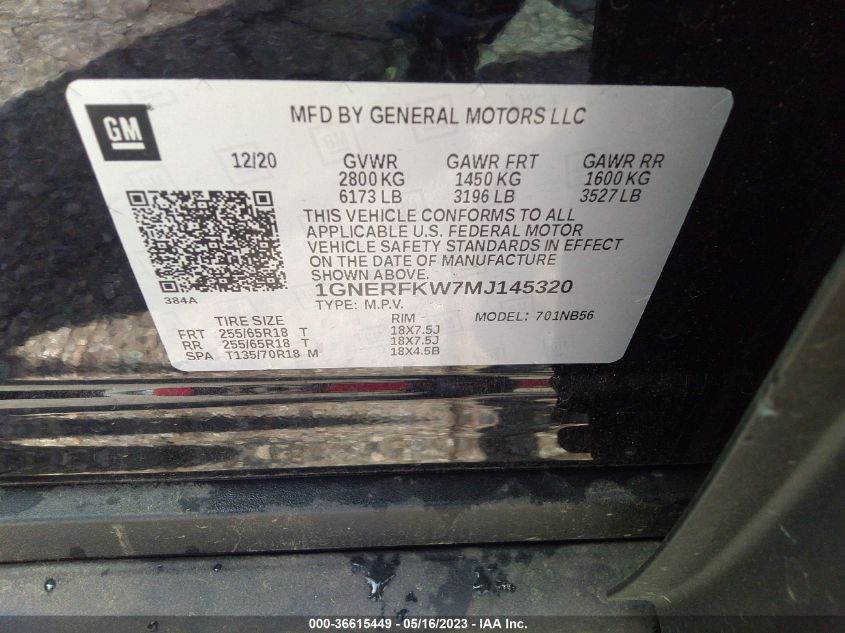 GM
MFD BY GENERAL MOTORS LLC
12/20 GVWR GAWR FRT GAWR RR
2800 KG 1450 KG 1600 KG
6173 LB 3196 LB 3527 LB
THIS VEHICLE CONFORMS TO ALL
APPLICABLE U.S. FEDERAL MOTOR
VEHICLE SAFETY STANDARDS IN EFFECT
ON THE DATE OF MANUFACTURE
SHOWN ABOVE.
384A
1GNERFKW7MJ145320
TYPE: M.P.V.
TIRE SIZE RIM MODEL: 701NB56
FRT 255/65R18 T 18X7.5J
RR 255/65R18 T 18X7.5J
SPA T135/70R18 M 18X4.5B
000-36615449 - 05/16/2023 - IAA Inc.